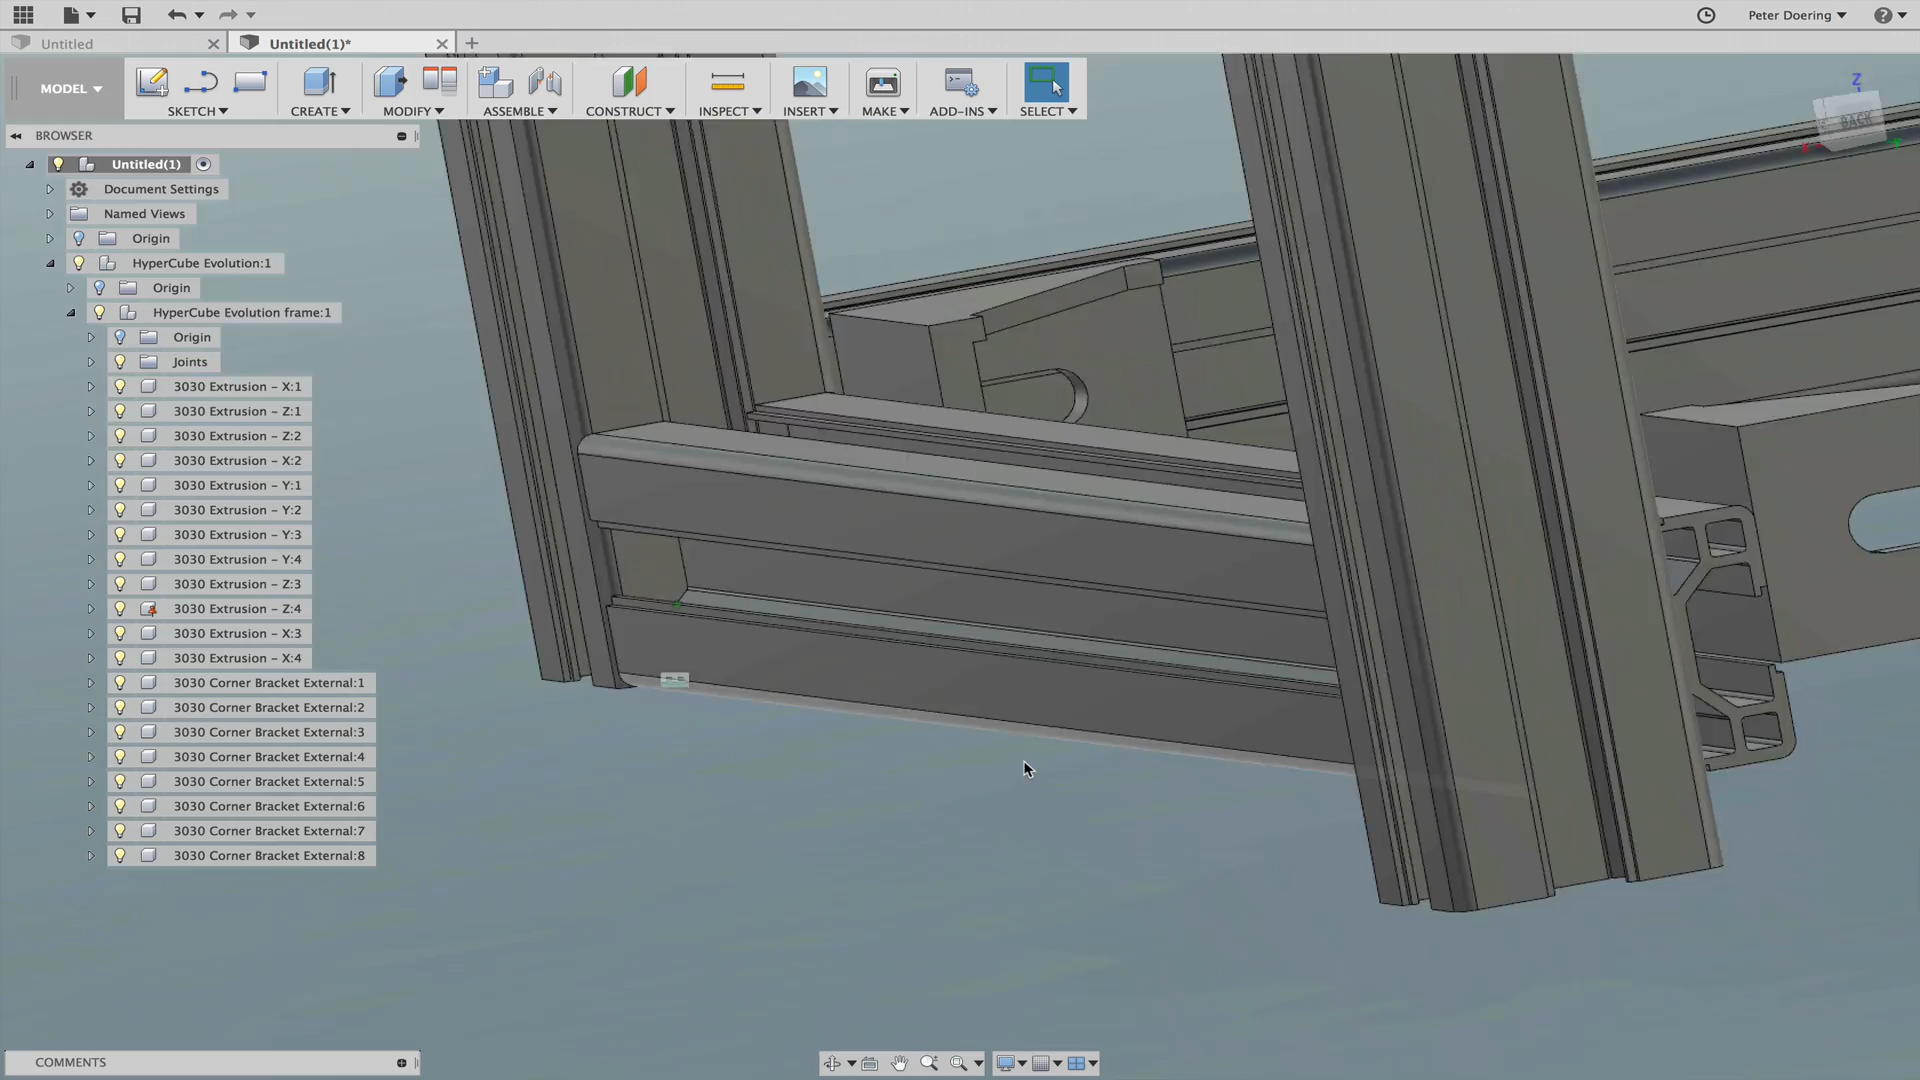 Peter Doering
Untitled
Untitled(1)*
MODEL
SKETCH
CREATE
MODIFY
ASSEMBLE
CONSTRUCT
INSPECT
INSERT
MAKE
ADD-INS
SELECT
Z
BACK
BROWSER
Untitled(1)
Document Settings
Named Views
Origin
HyperCube Evolution:1
Origin
HyperCube Evolution frame:1
Origin
Joints
3030 Extrusion – X:1
3030 Extrusion – Z:1
3030 Extrusion – Z:2
3030 Extrusion – X:2
3030 Extrusion – Y:1
3030 Extrusion – Y:2
3030 Extrusion – Y:3
3030 Extrusion – Y:4
3030 Extrusion – Z:3
3030 Extrusion – Z:4
3030 Extrusion – X:3
3030 Extrusion – X:4
3030 Corner Bracket External:1
3030 Corner Bracket External:2
3030 Corner Bracket External:3
3030 Corner Bracket External:4
3030 Corner Bracket External:5
3030 Corner Bracket External:6
3030 Corner Bracket External:7
3030 Corner Bracket External:8
COMMENTS